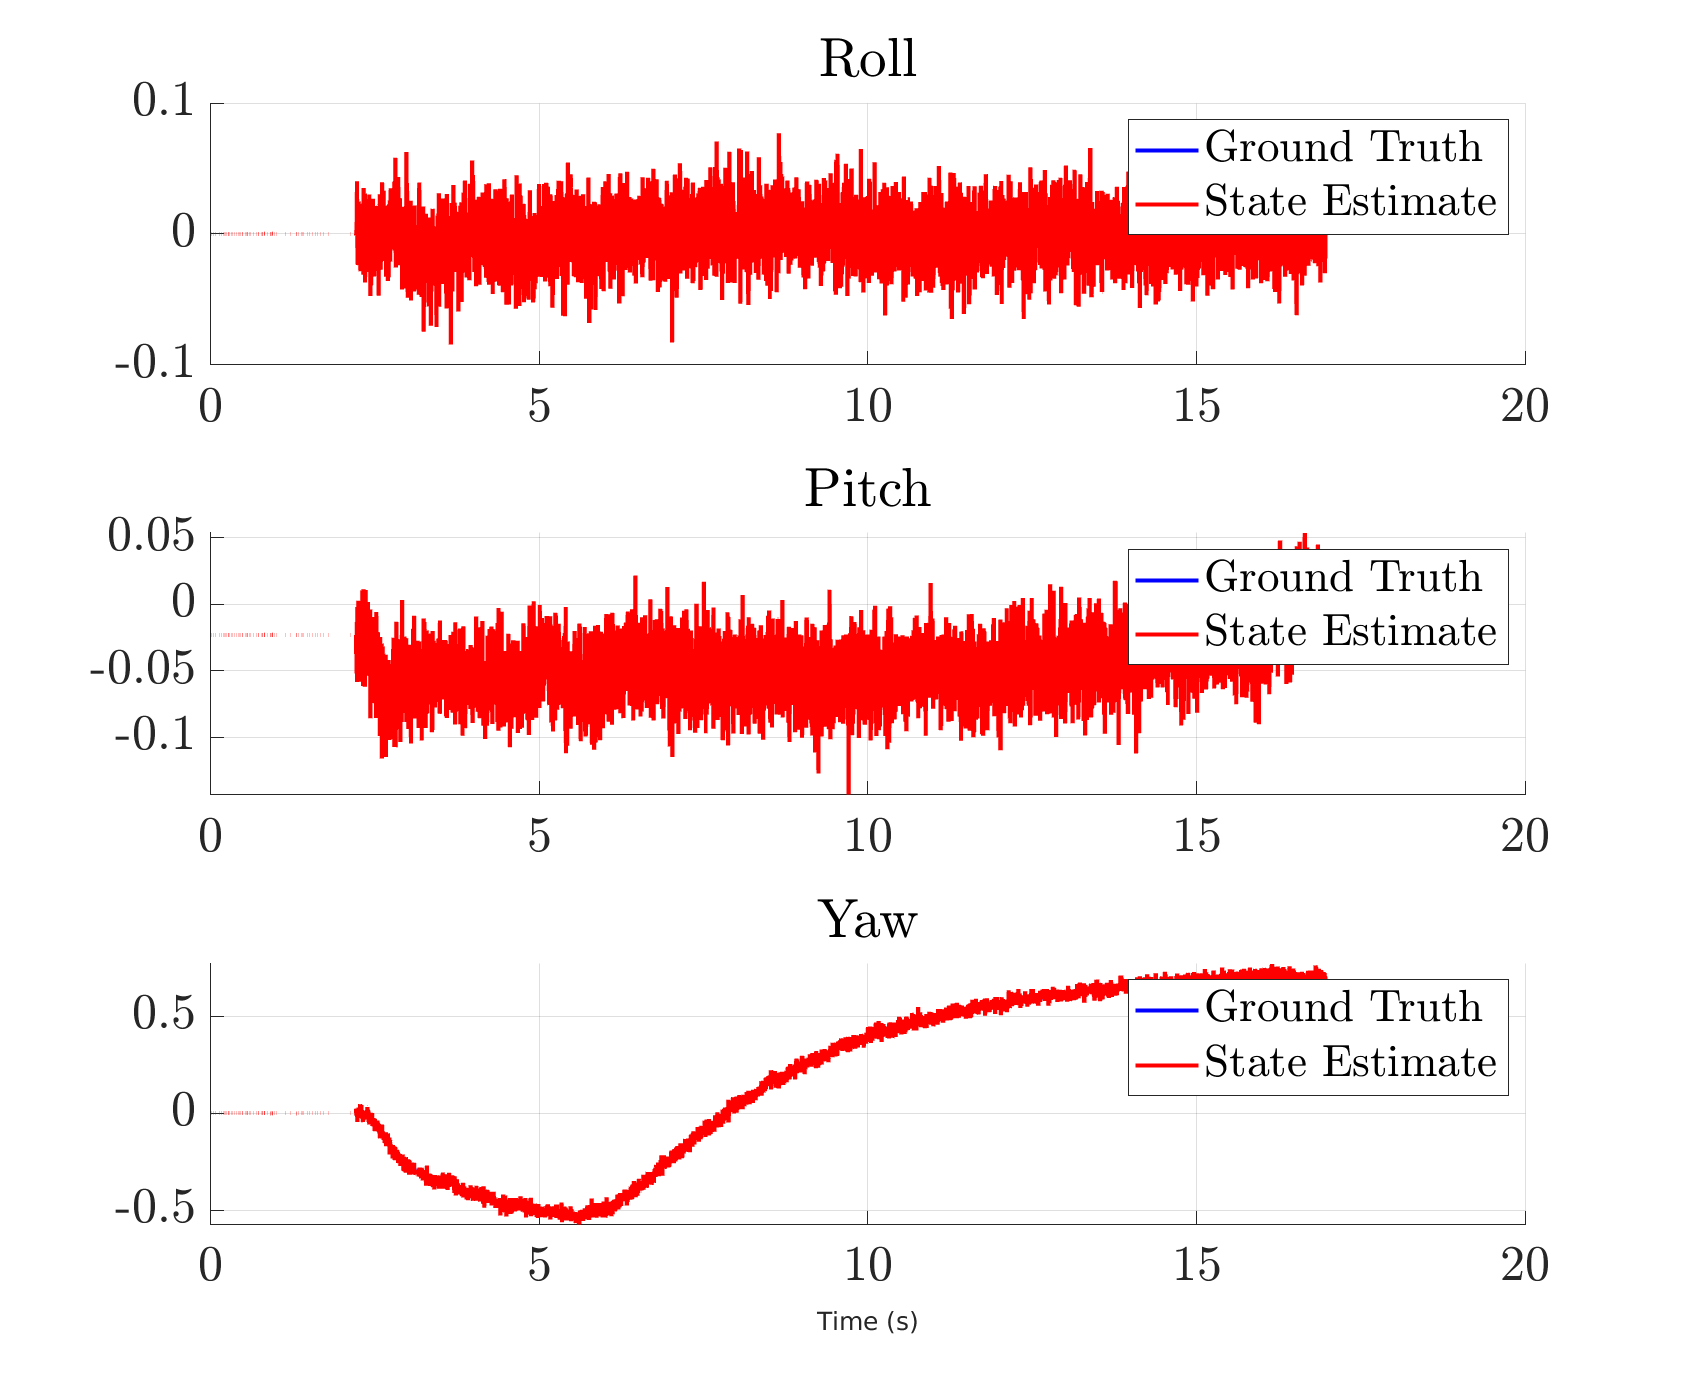 Roll
0.1
0
-0.1
Ground Truth
State Estimate
0 5 10 15 20
Pitch
0.05
0
-0.05
-0.1
Ground Truth
State Estimate
0 5 10 15 20
Yaw
0.5
0
-0.5
Ground Truth
State Estimate
0 5 10 15 20
Time (s)